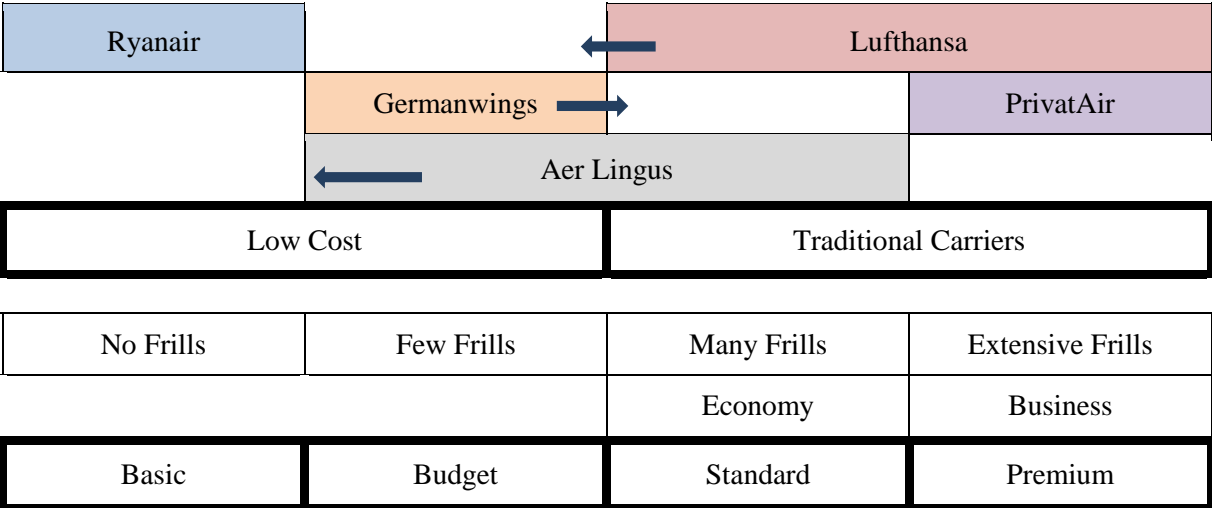 Ryanair Lufthansa
Germanwings PrivatAir
Aer Lingus
Low Cost Traditional Carriers
No Frills Few Frills Many Frills Extensive Frills
Economy Business
Basic Budget Standard Premium